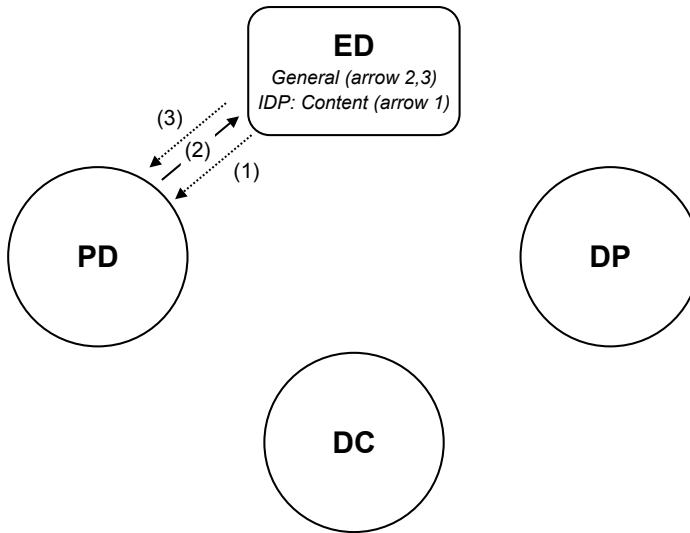 ED
General (arrow 2,3)
IDP: Content (arrow 1)
(3)
(2)
(1)
PD
DP
DC